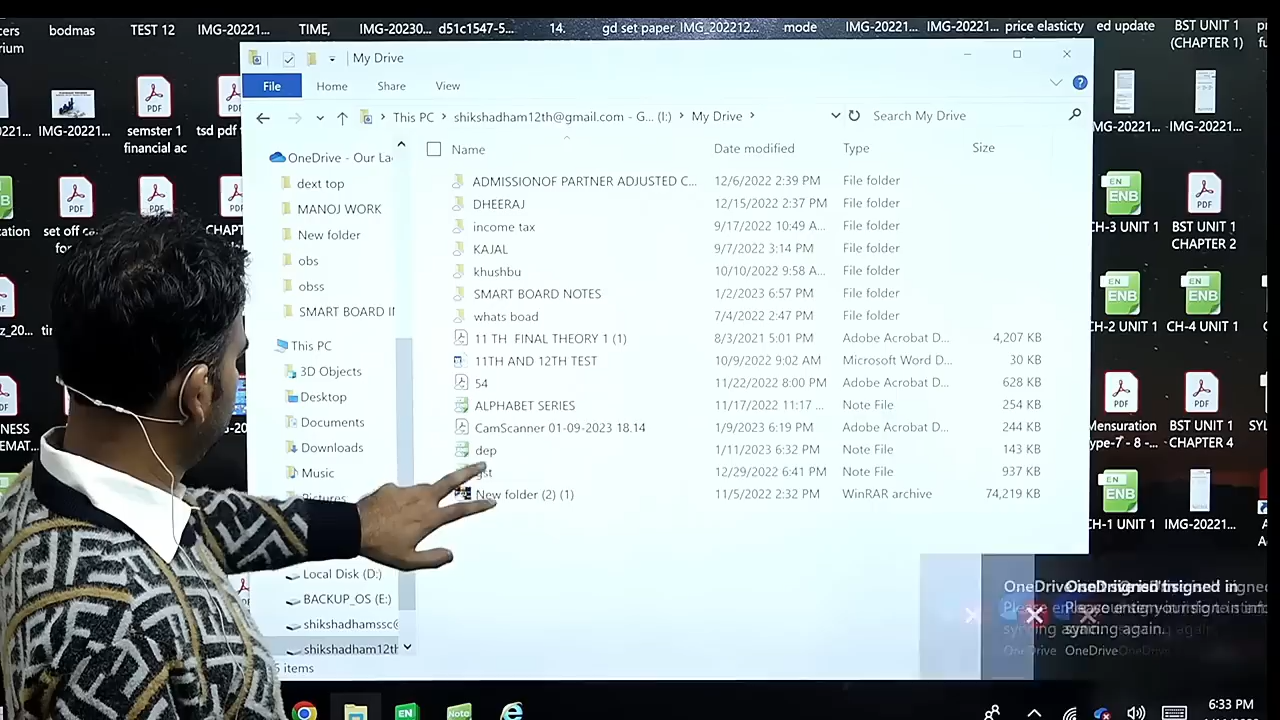 bodmas
TEST 12
IMG-20221...
TIME,
IMG-20230...
d51c1547-5...
14.
gd set paper
IMG_202212...
mode
IMG-20221...
IMG-20221...
price elasticty
ed update
BST UNIT 1
(CHAPTER 1)
My Drive
File
Home
Share
View
This PC
shikshadham12th@gmail.com - G... (I:)
My Drive
Search My Drive
IMG-20221...
semster 1
financial ac
PDF
PDF
OneDrive - Our La
dext top
MANOJ WORK
New folder
obs
obss
SMART BOARD
This PC
3D Objects
Desktop
Documents
Downloads
Music
Pictures
Local Disk (D:)
BACKUP_OS (E:)
shikshadhamssc@
shikshadham12th
Name
Date modified
Type
Size
ADMISSIONOF PARTNER ADJUSTED C...
12/6/2022 2:39 PM
File folder
DHEERAJ
12/15/2022 2:37 PM
File folder
income tax
9/17/2022 10:49 A...
File folder
KAJAL
9/7/2022 3:14 PM
File folder
khushbu
10/10/2022 9:58 A...
File folder
SMART BOARD NOTES
1/2/2023 6:57 PM
File folder
whats boad
7/4/2022 2:47 PM
File folder
11 TH FINAL THEORY 1 (1)
8/3/2021 5:01 PM
Adobe Acrobat D...
4,207 KB
11TH AND 12TH TEST
10/9/2022 9:02 AM
Microsoft Word D...
30 KB
54
11/22/2022 8:00 PM
Adobe Acrobat D...
628 KB
ALPHABET SERIES
11/17/2022 11:17 ...
Note File
254 KB
CamScanner 01-09-2023 18.14
1/9/2023 6:19 PM
Adobe Acrobat D...
244 KB
dep
1/11/2023 6:32 PM
Note File
143 KB
12/29/2022 6:41 PM
Note File
937 KB
New folder (2) (1)
11/5/2022 2:32 PM
WinRAR archive
74,219 KB
items
IMG-20221...
CH-3 UNIT 1
BST UNIT 1
CHAPTER 2
CH-2 UNIT 1
CH-4 UNIT 1
Mensuration
BST UNIT 1
CHAPTER 4
CH-1 UNIT 1
IMG-20221...
syncing again.
OneDrive
EN
Note
6:33 PM